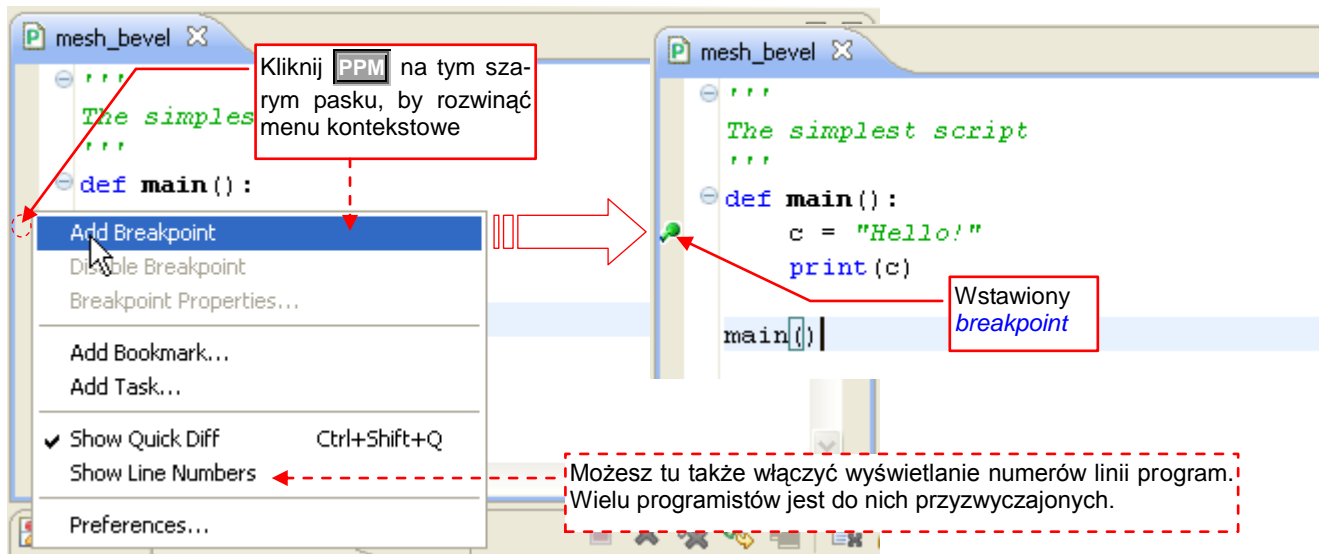 mesh_bevel
'''
The simples
'''
def main():
Kliknij PPM na tym sza-
rym pasku, by rozwinąć
menu kontekstowe
Add Breakpoint
Disable Breakpoint
Breakpoint Properties...
Add Bookmark...
Add Task...
Show Quick Diff Ctrl+Shift+Q
Show Line Numbers
Preferences...
mesh_bevel
'''
The simplest script
'''
def main():
c = "Hello!"
print(c)
main()
Wstawiony
breakpoint
Możesz tu także włączyć wyświetlanie numerów linii program.
Wielu programistów jest do nich przyzwyczajonych.